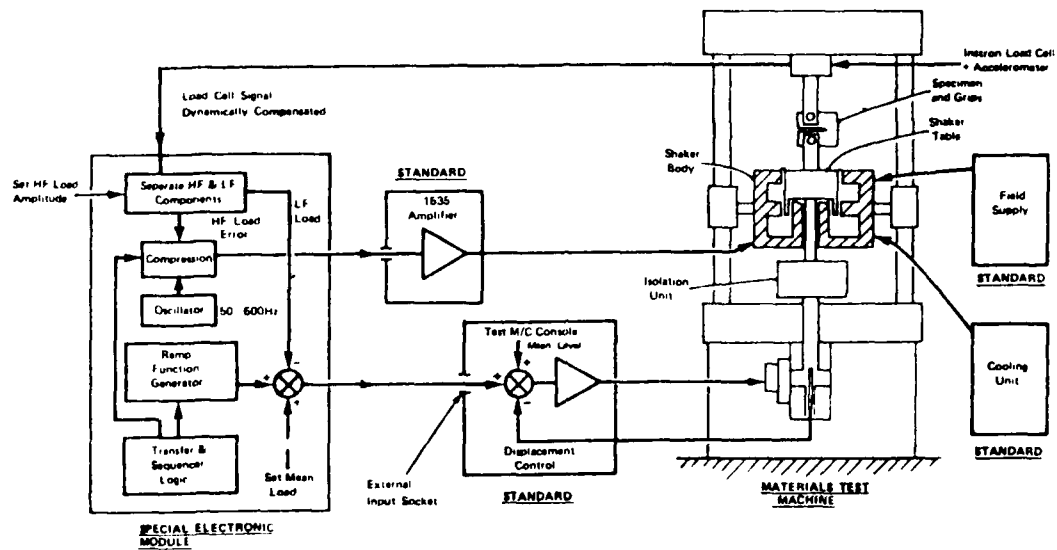 Instron Load Cell
+ Accelerometer
Load Cell Signal
Dynamically Compensated
Specimen
and Grips
Shaker
Table
Shaker
Body
Set HF Load
Amplitude
Seperate HF & LF
Components
LF
Load
HF Load
Error
Compression
Oscillator
50 600Hz
STANDARD
1535
Amplifier
Field
Supply
STANDARD
Isolation
Unit
Ramp
Function
Generator
+
-
+
Transfer &
Sequencer
Logic
Set Mean
Load
Test M/C Console
Mean Level
+
+
-
Displacement
Control
External
Input Socket
STANDARD
Cooling
Unit
STANDARD
MATERIALS TEST
MACHINE
SPECIAL ELECTRONIC
MODULE